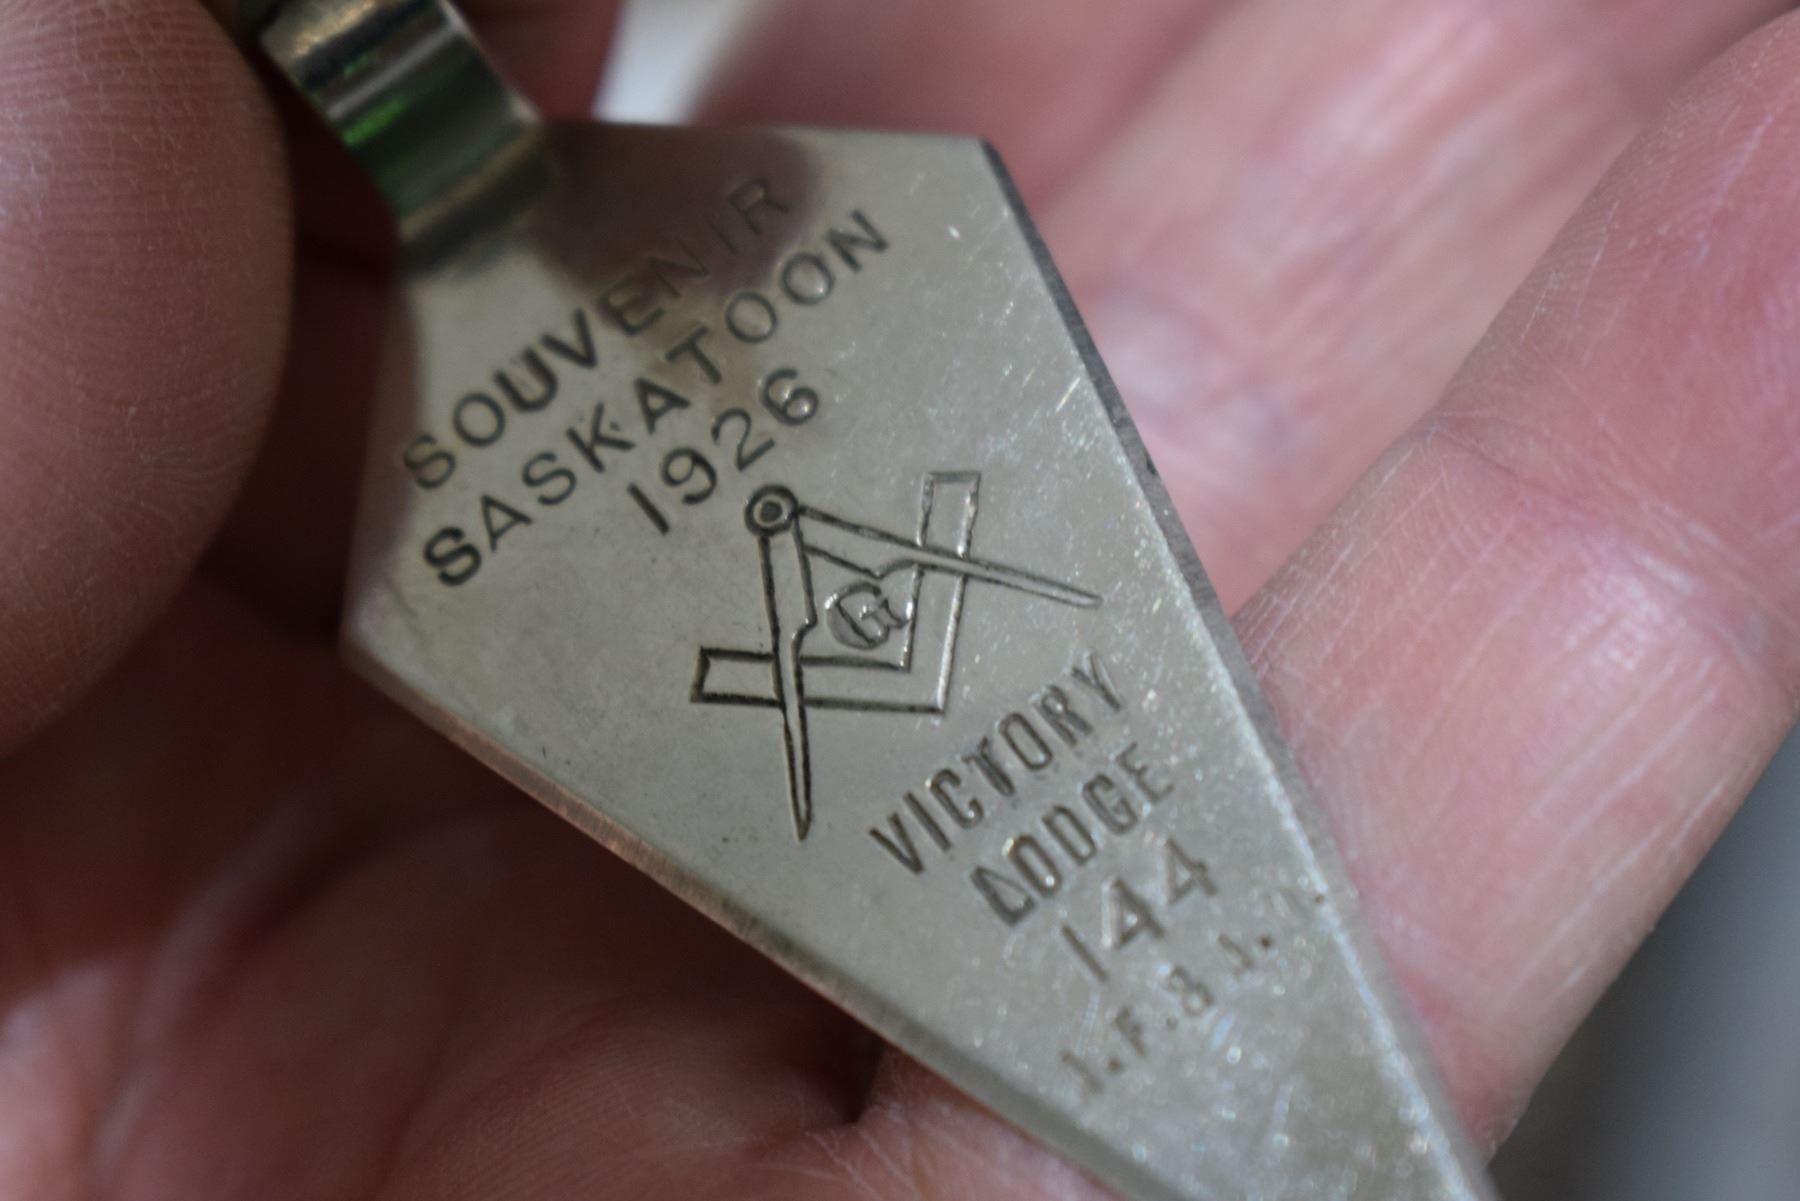 SOUVENIR
SASKATOON
1926
G
VICTORY
LODGE
144
J.F.& J.